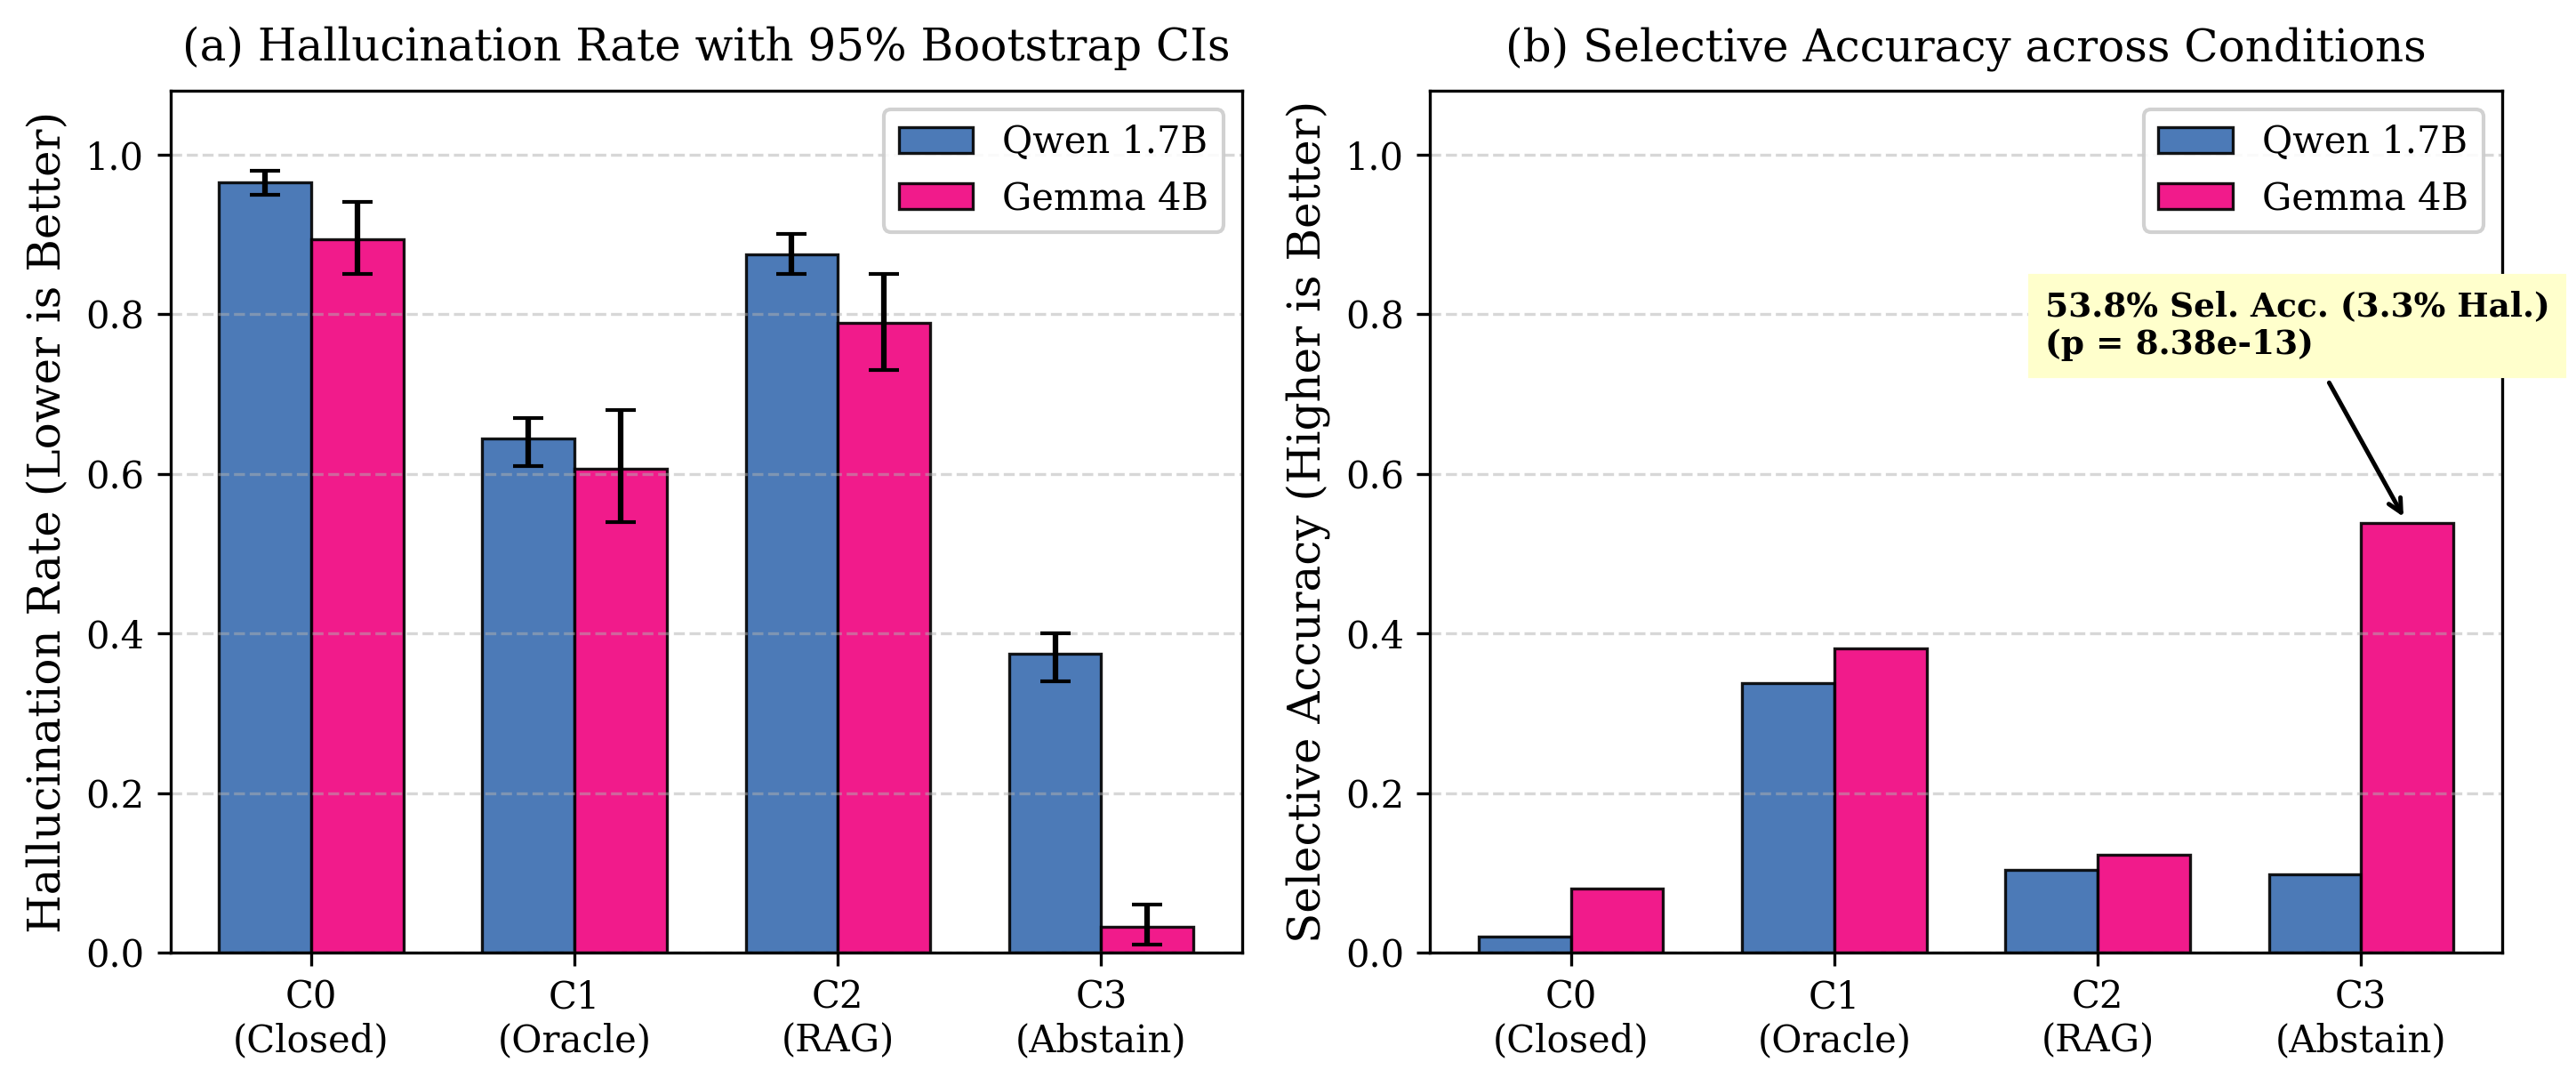 (a) Hallucination Rate with 95% Bootstrap CIs
Hallucination Rate (Lower is Better)
1.0
0.8
0.6
0.4
0.2
0.0
Qwen 1.7B
Gemma 4B
C0
(Closed)
C1
(Oracle)
C2
(RAG)
C3
(Abstain)
(b) Selective Accuracy across Conditions
Selective Accuracy (Higher is Better)
1.0
0.8
0.6
0.4
0.2
0.0
Qwen 1.7B
Gemma 4B
53.8% Sel. Acc. (3.3% Hal.)
(p = 8.38e-13)
C0
(Closed)
C1
(Oracle)
C2
(RAG)
C3
(Abstain)